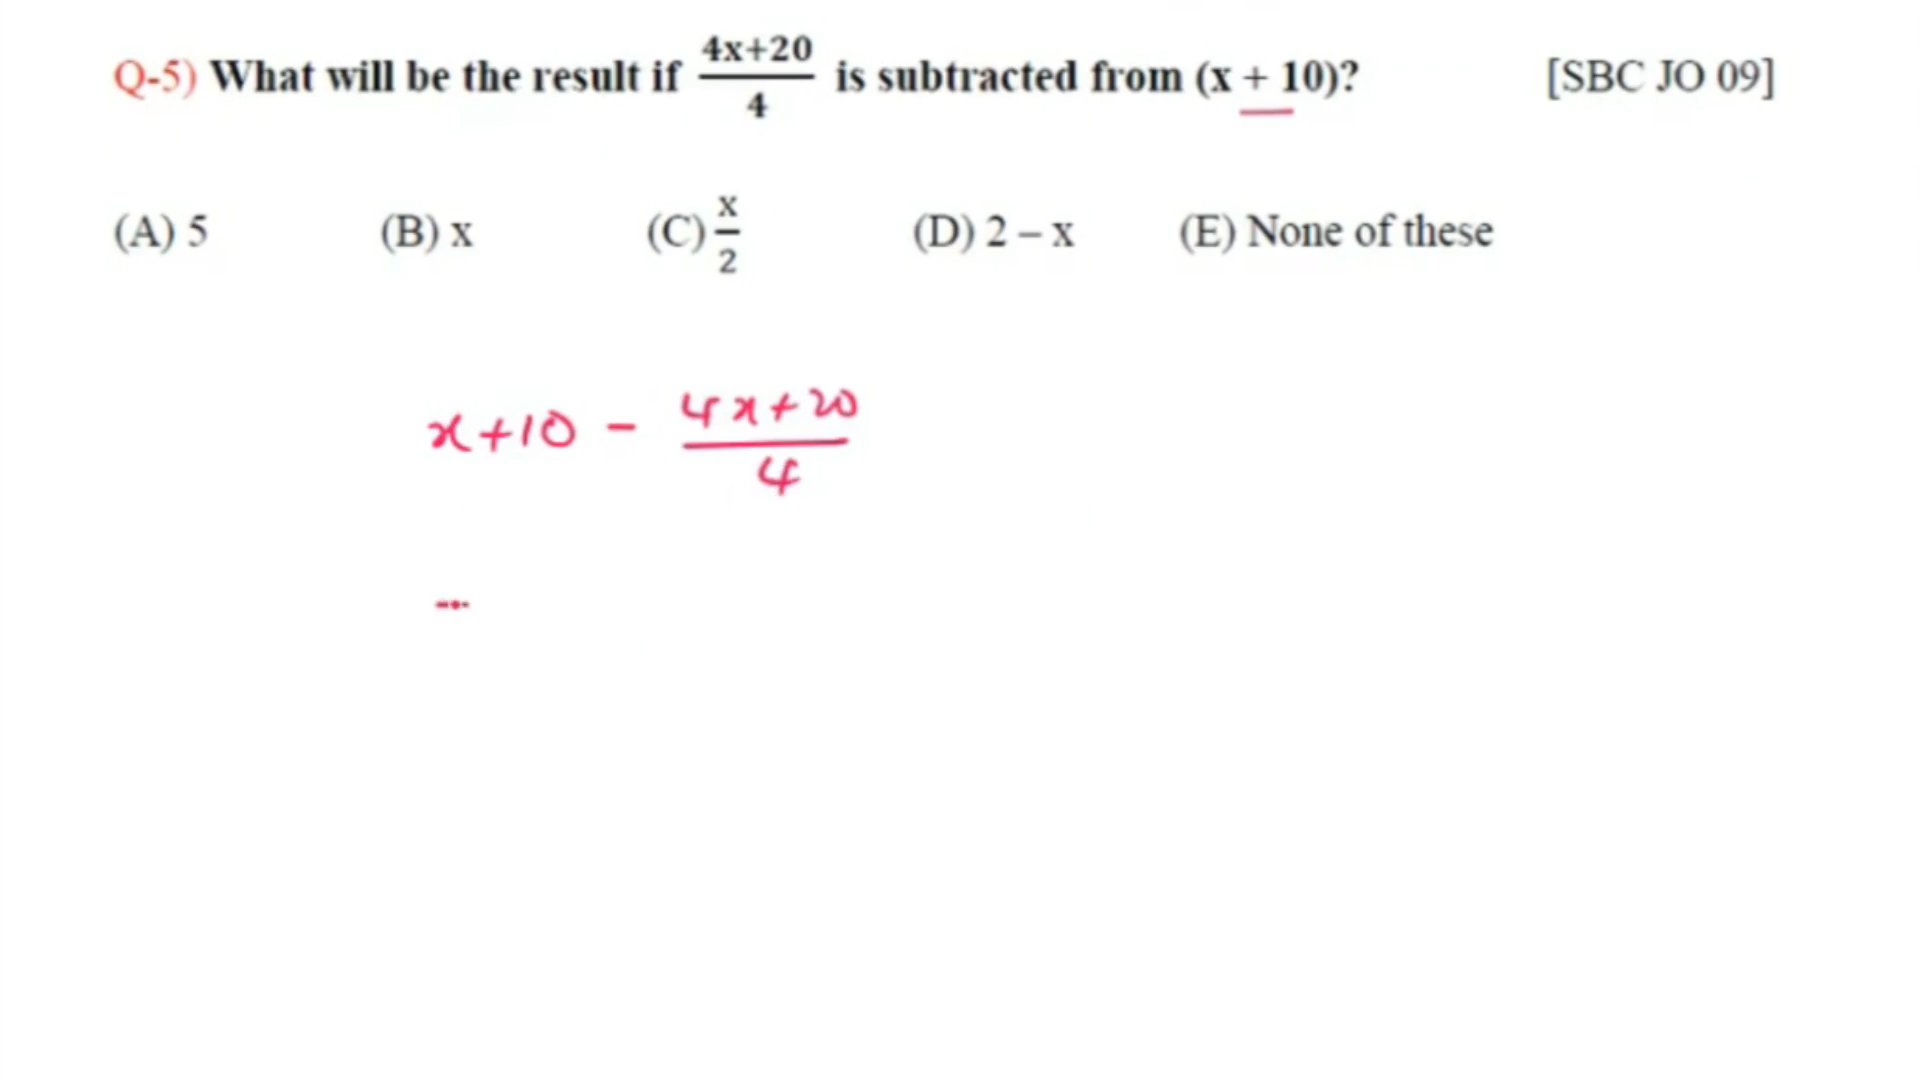 Q-5) What will be the result if (4x+20)/4 is subtracted from (x + 10)? [SBC JO 09]
(A) 5 (B) x (C) x/2 (D) 2 – x (E) None of these
x+10 - (4x+20)/4